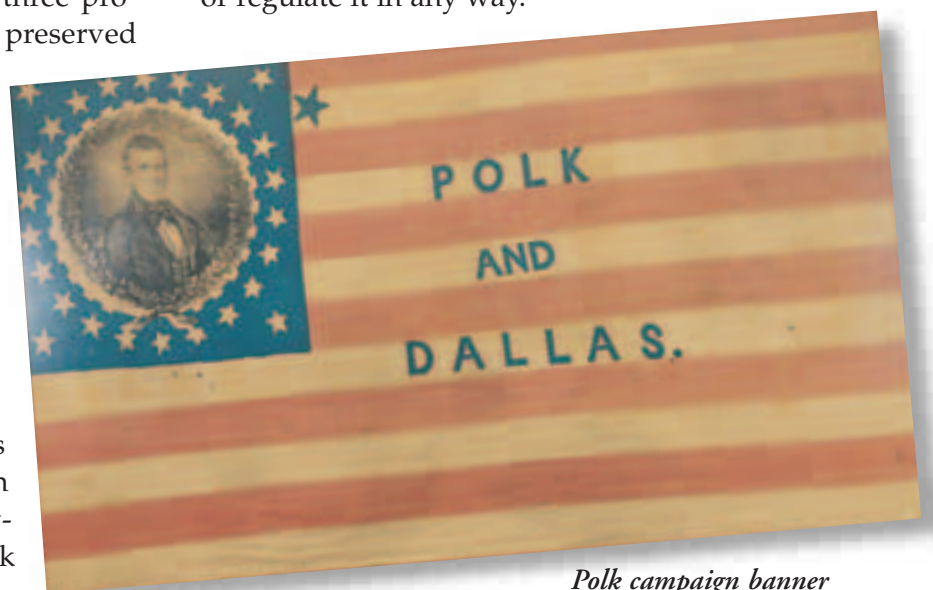 three pro-
or regulate it in any way.
preserved
POLK
AND
DALLAS.
s
n
-
k
Polk campaign banner